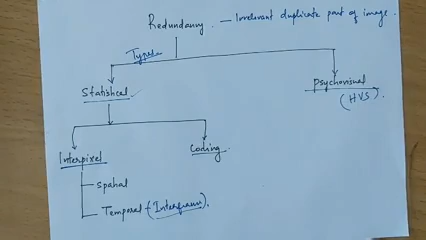 Redundancy. — Irrelevant duplicate part of image.
Types
Statistical
Psychovisual
(HVS).
Interpixel
Coding.
- Spatial
- Temporal - (Interframe).